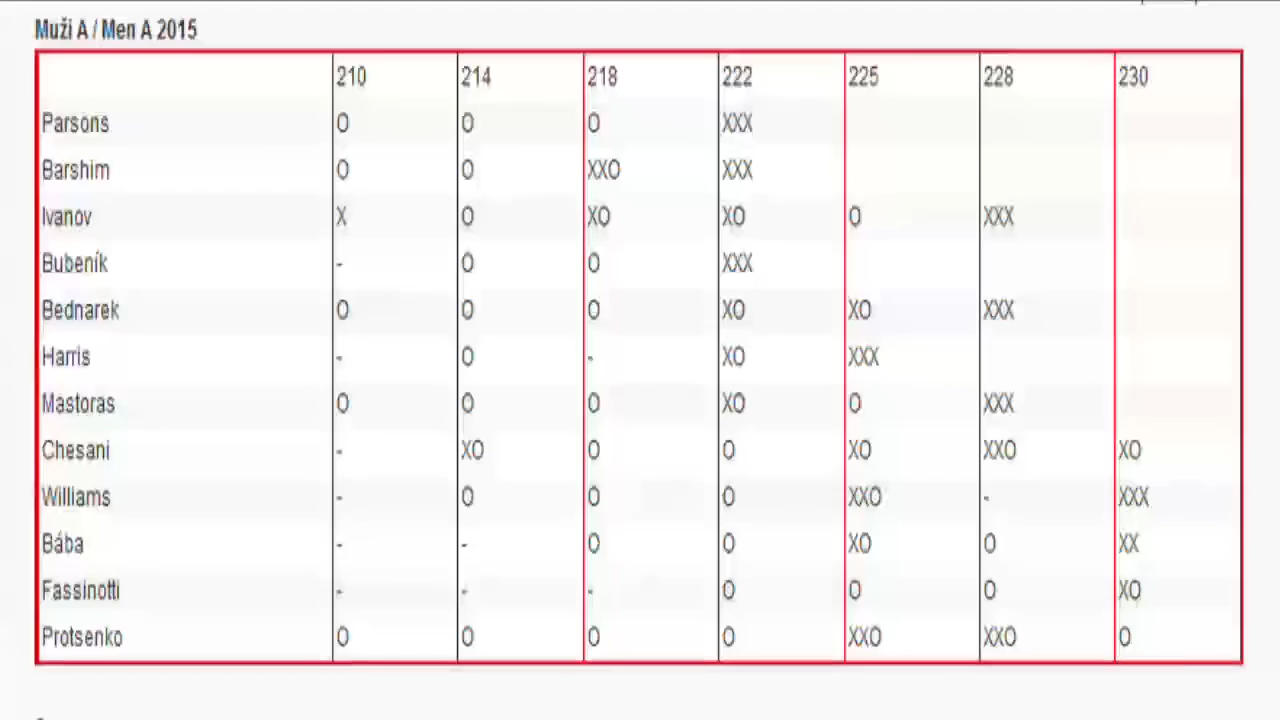 Muži A / Men A 2015
210 214 218 222 225 228 230
Parsons O O O XXX
Barshim O O XXO XXX
Ivanov X O XO XO O XXX
Bubeník - O O XXX
Bednarek O O O XO XO XXX
Harris - O - XO XXX
Mastoras O O O XO O XXX
Chesani - XO O O XO XXO XO
Williams - O O O XXO - XXX
Bába - - O O XO O XX
Fassinotti - - - O O O XO
Protsenko O O O O XXO XXO O